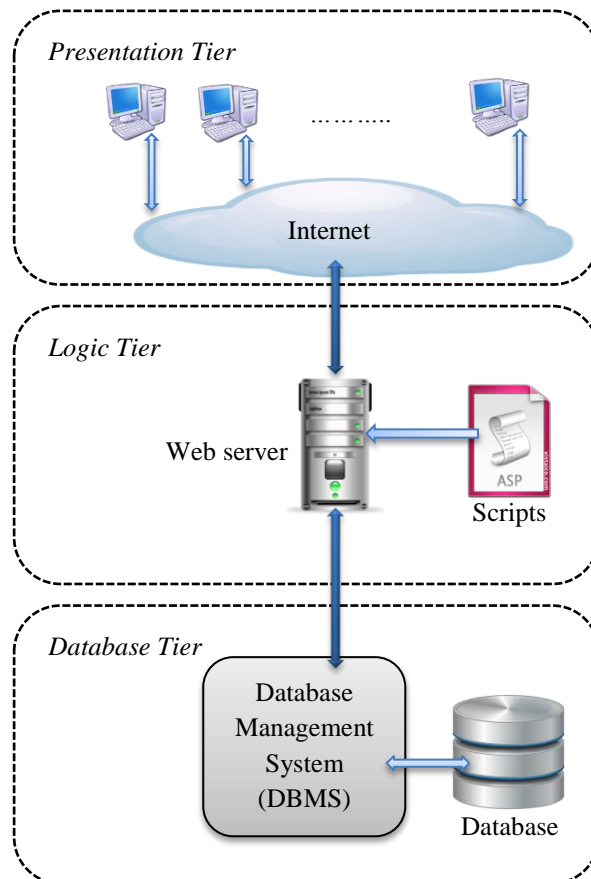 Presentation Tier
………..
Internet
Logic Tier
Web server
ASP
Scripts
Database Tier
Database
Management
System
(DBMS)
Database